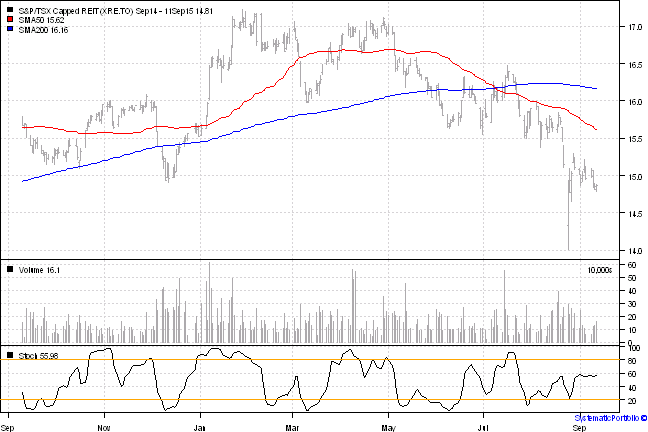 S&P/TSX Capped REIT(XRE.TO) Sep14 - 11Sep15 14.81
SMA50 15.62
SMA200 16.16
17.0
16.5
16.0
15.5
15.0
14.5
14.0
Volume 16.1
10,000s
60
50
40
30
20
10
0
Stoch 55.98
100
80
60
40
20
Sep
Nov
Jan
Mar
May
Jul
Sep
SystematicPortfolio ©